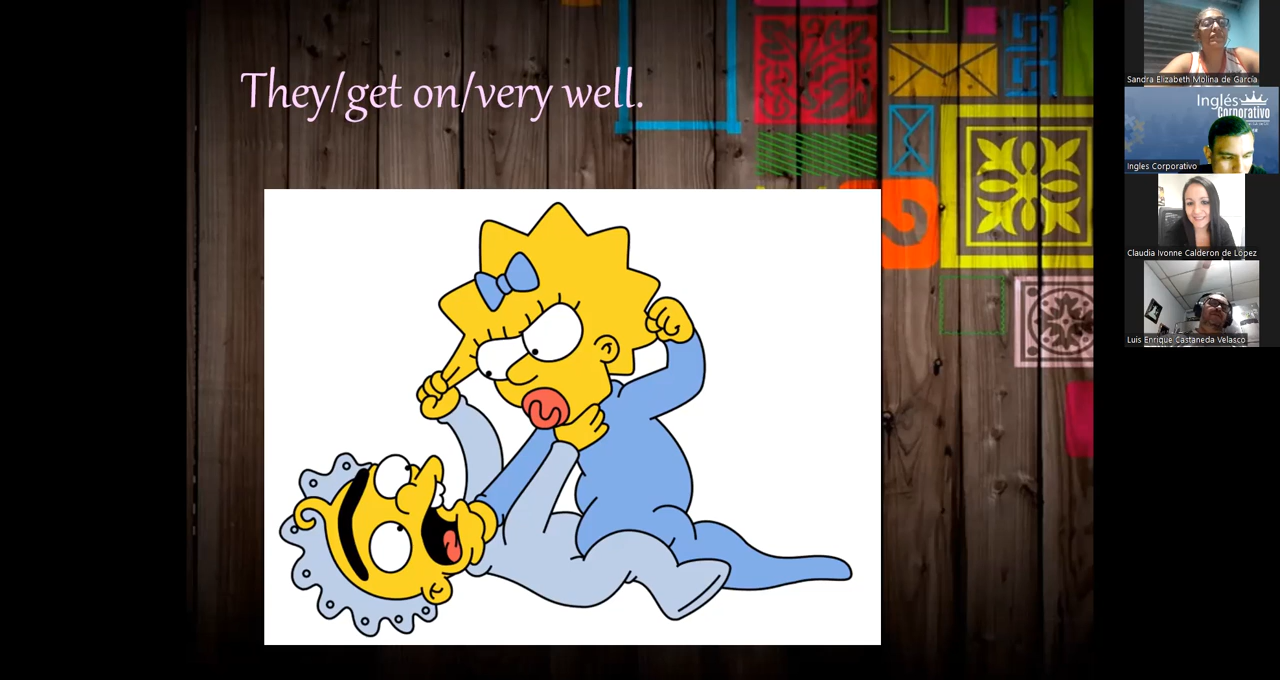 They/get on/very well.
Sandra Elizabeth Molina de García
Inglés
Corporativo
Ingles Corporativo
Claudia Ivonne Calderon de Lopez
Luis Enrique Castaneda Velasco